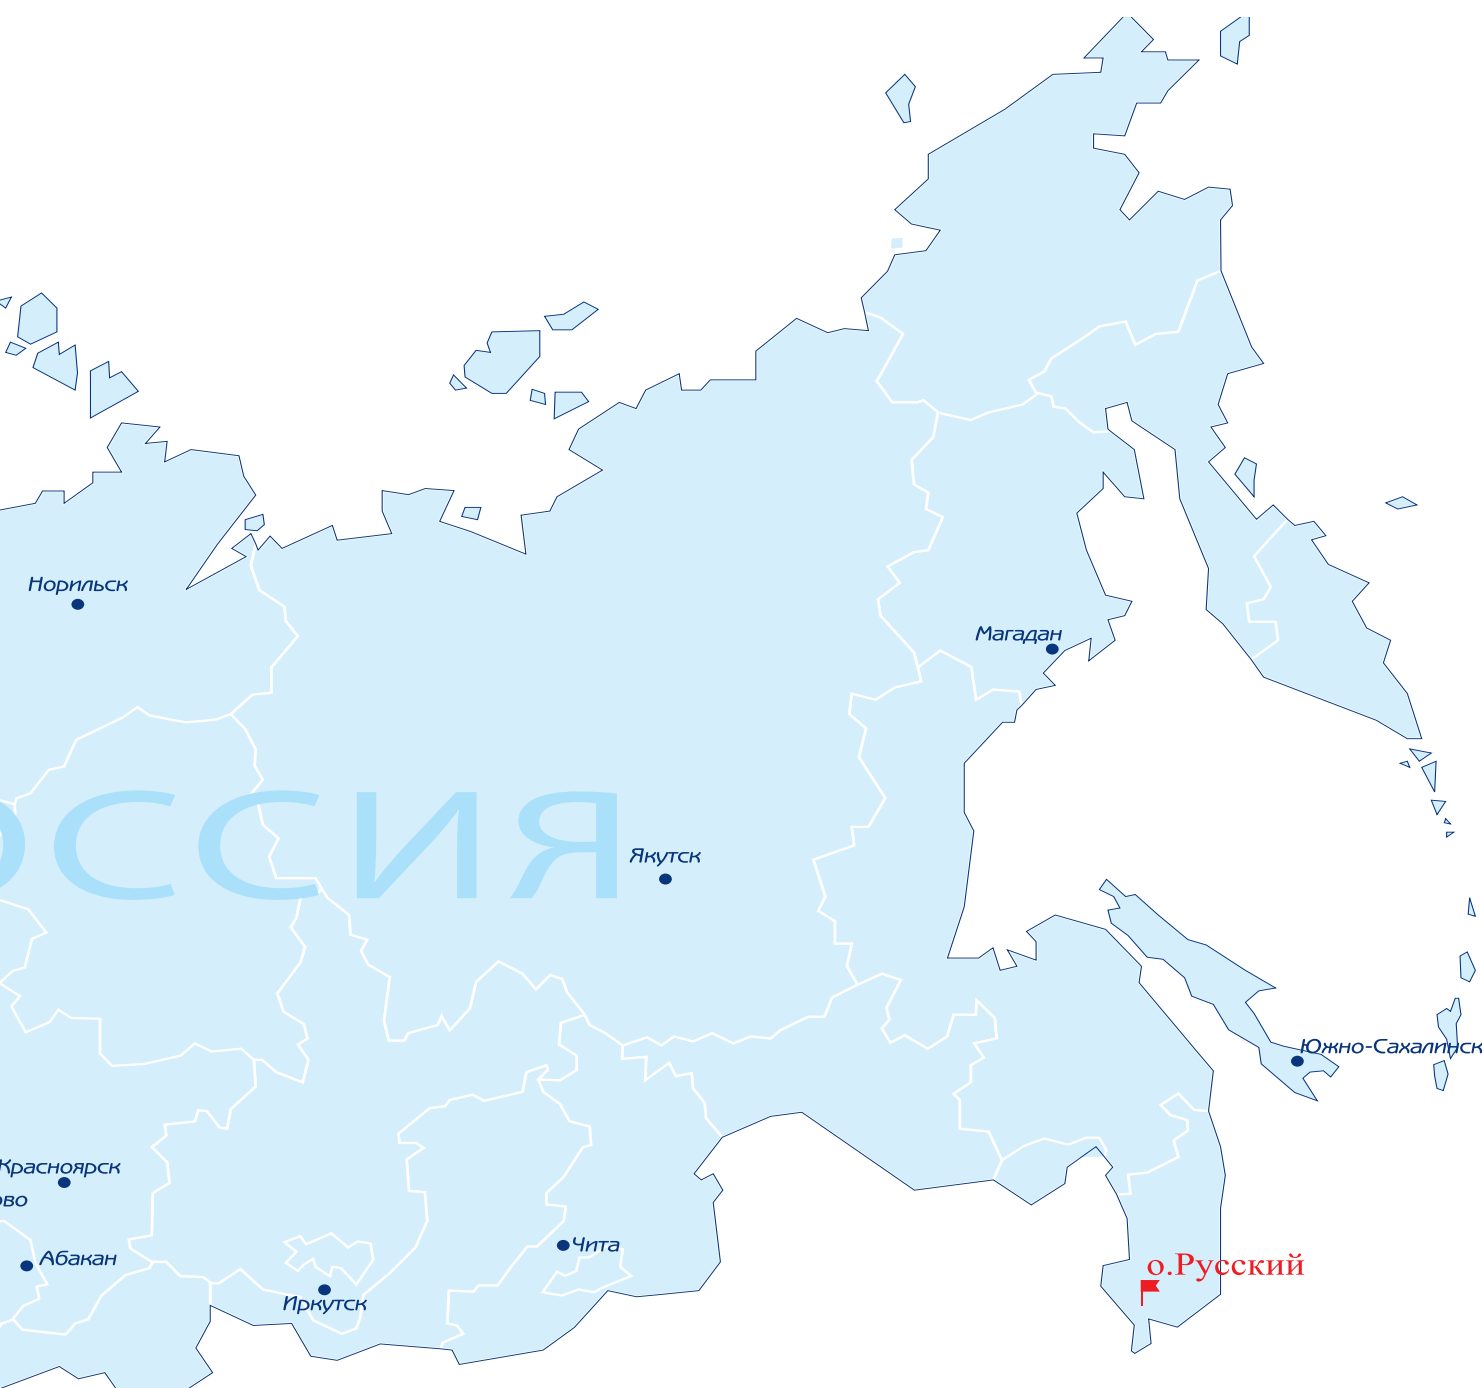 Норильск
Магадан
ОССИЯ
Якутск
Южно-Сахалинск
Красноярск
ово
Абакан
Чита
о.Русский
Иркутск